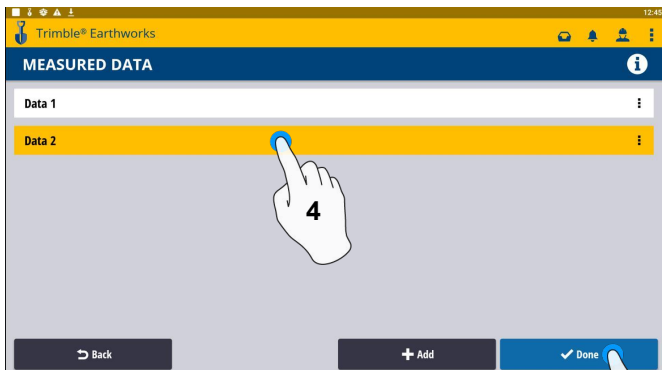 12:45
Trimble® Earthworks
MEASURED DATA
Data 1
Data 2
4
Back
Add
Done